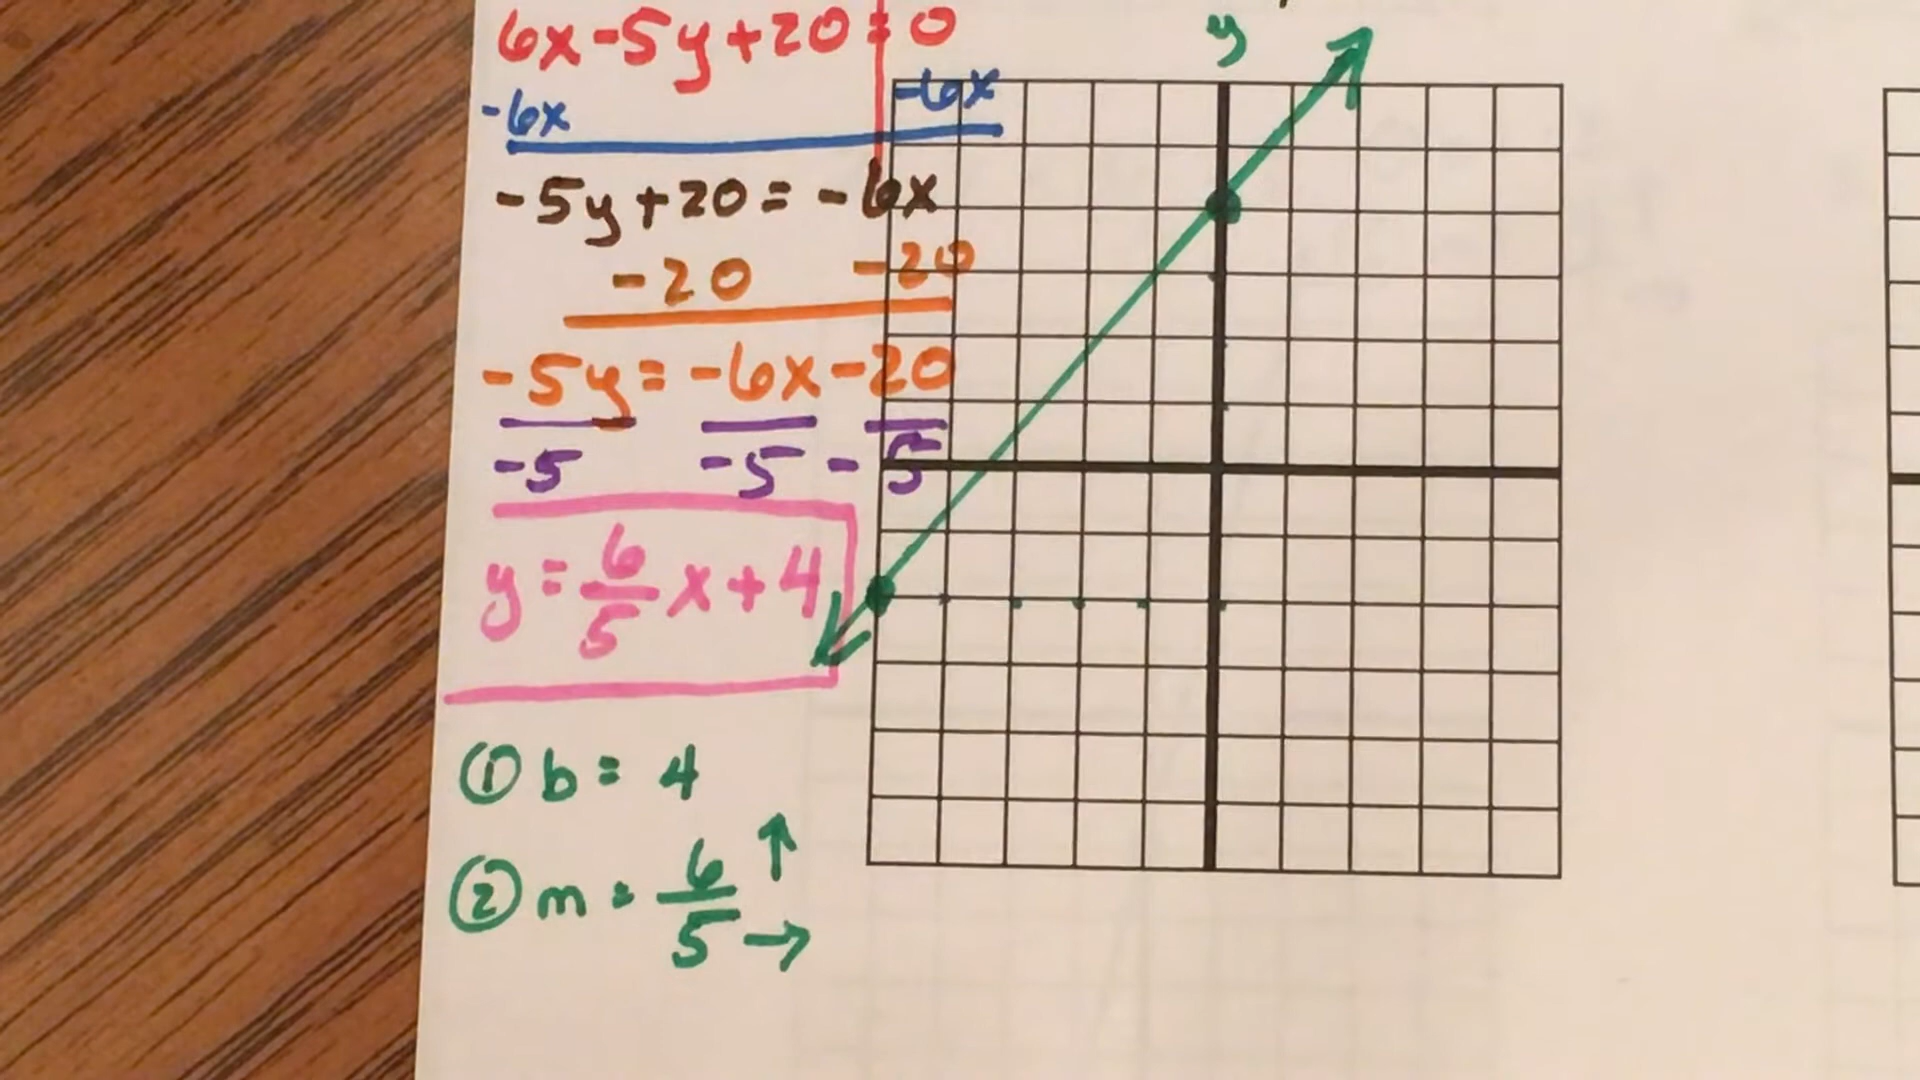 6x-5y+20=0
-6x -6x
-5y+20=-6x
-20 -20
-5y=-6x-20
-5 -5 -5
y=6/5x+4
① b=4
② m=6/5 ↑ →
y